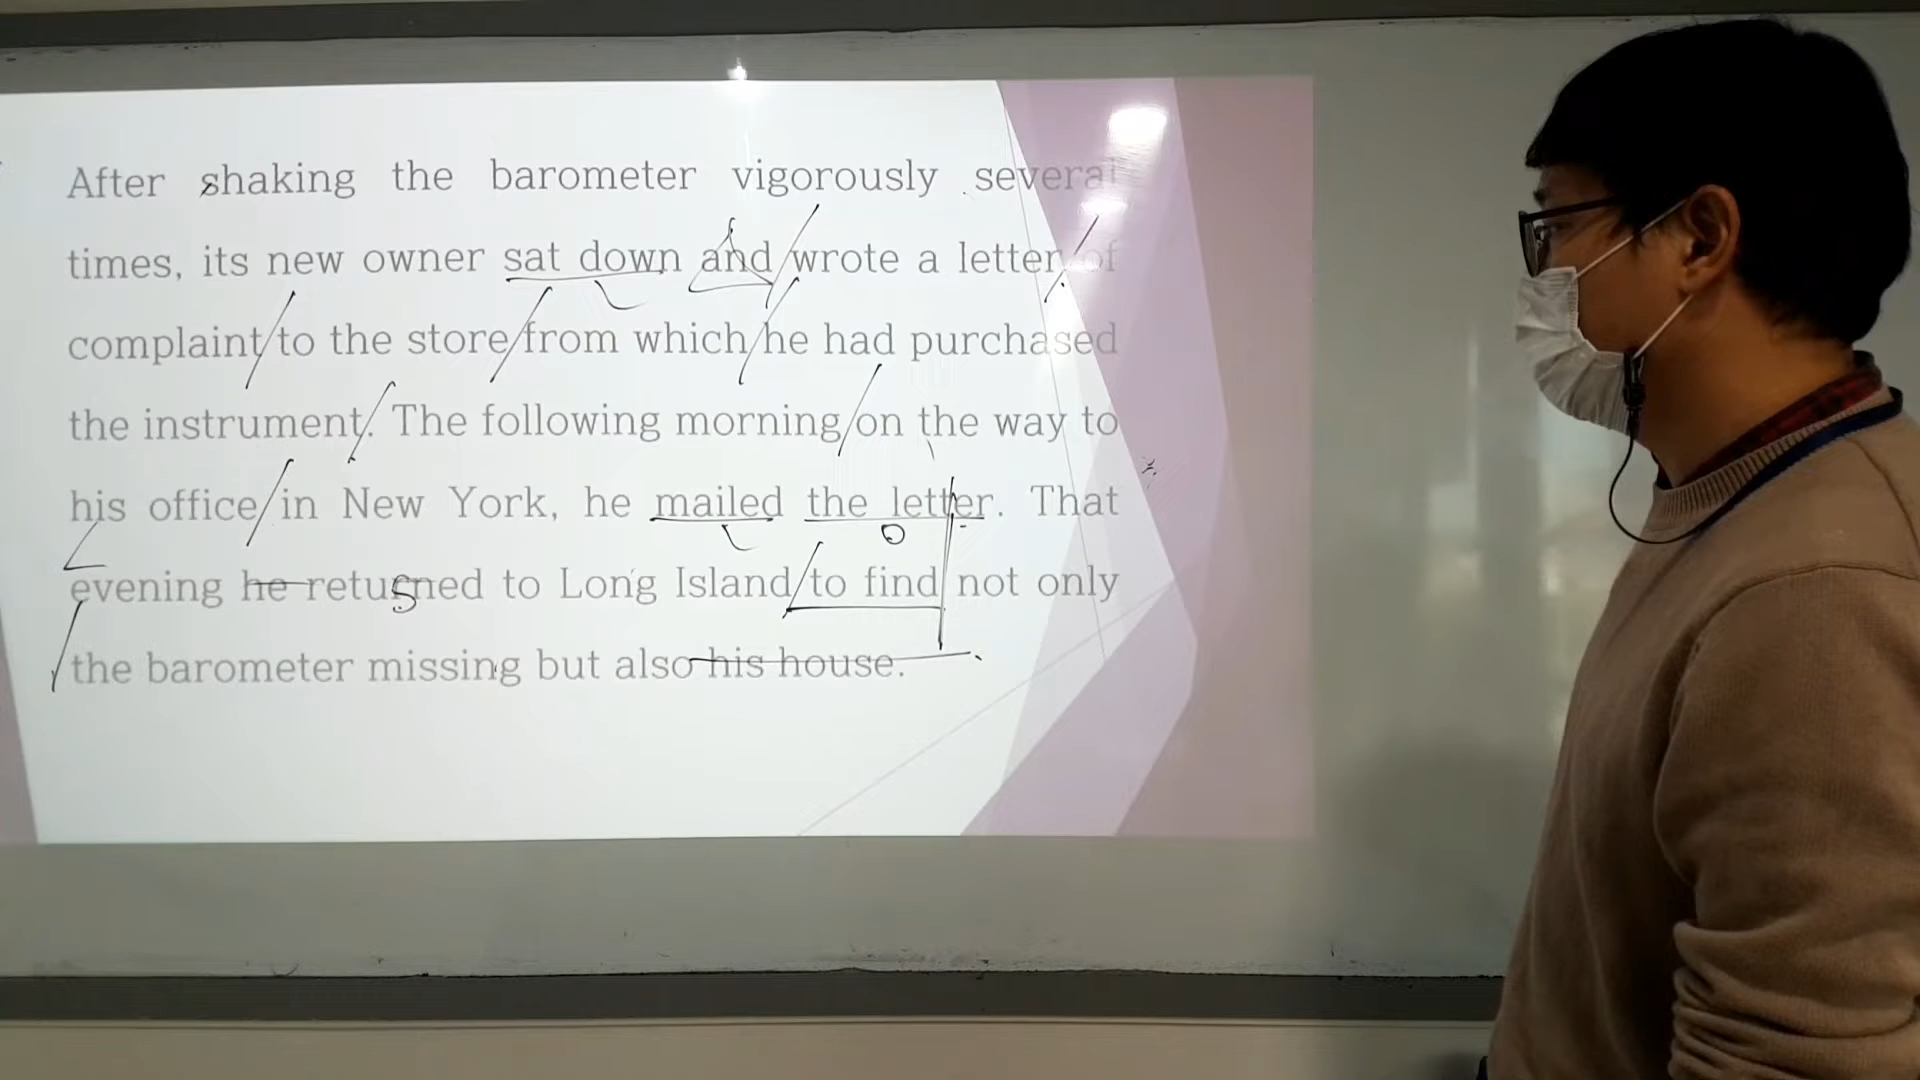 After shaking the barometer vigorously several
times, its new owner sat down and wrote a letter of
complaint to the store from which he had purchased
the instrument. The following morning on the way to
his office in New York, he mailed the letter. That
evening he returned to Long Island to find not only
the barometer missing but also his house.